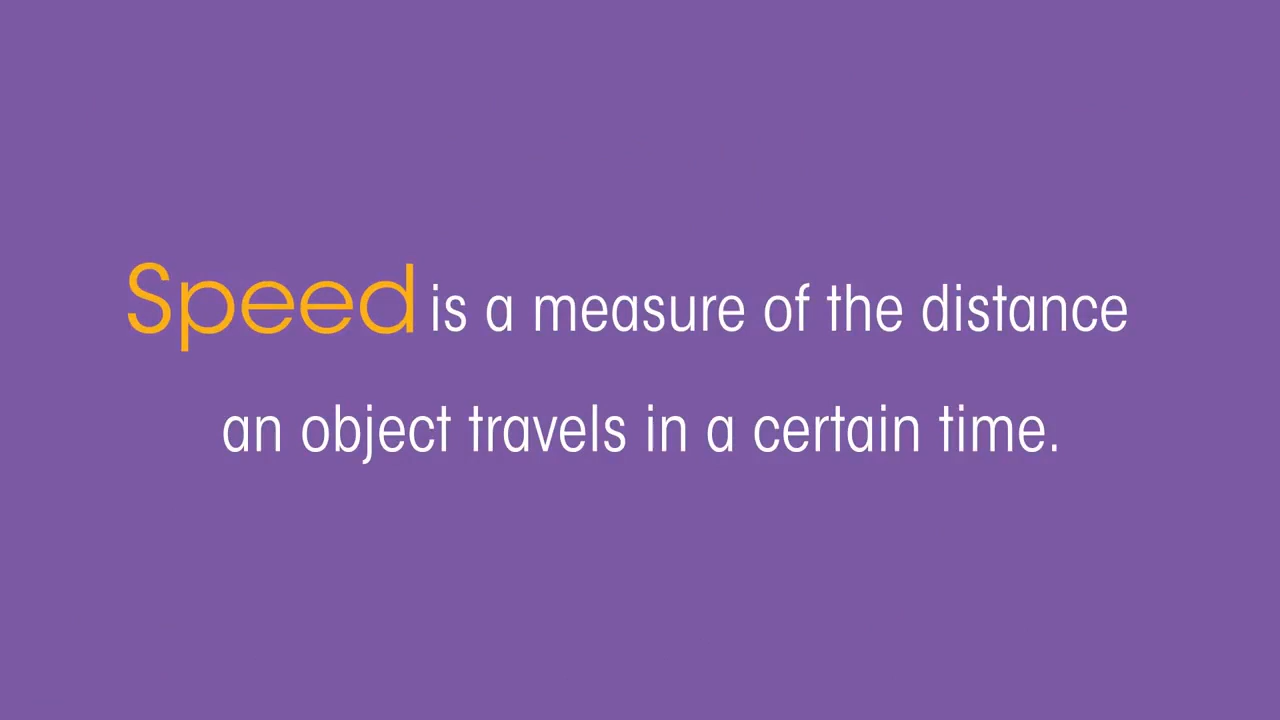 Speed is a measure of the distance
an object travels in a certain time.